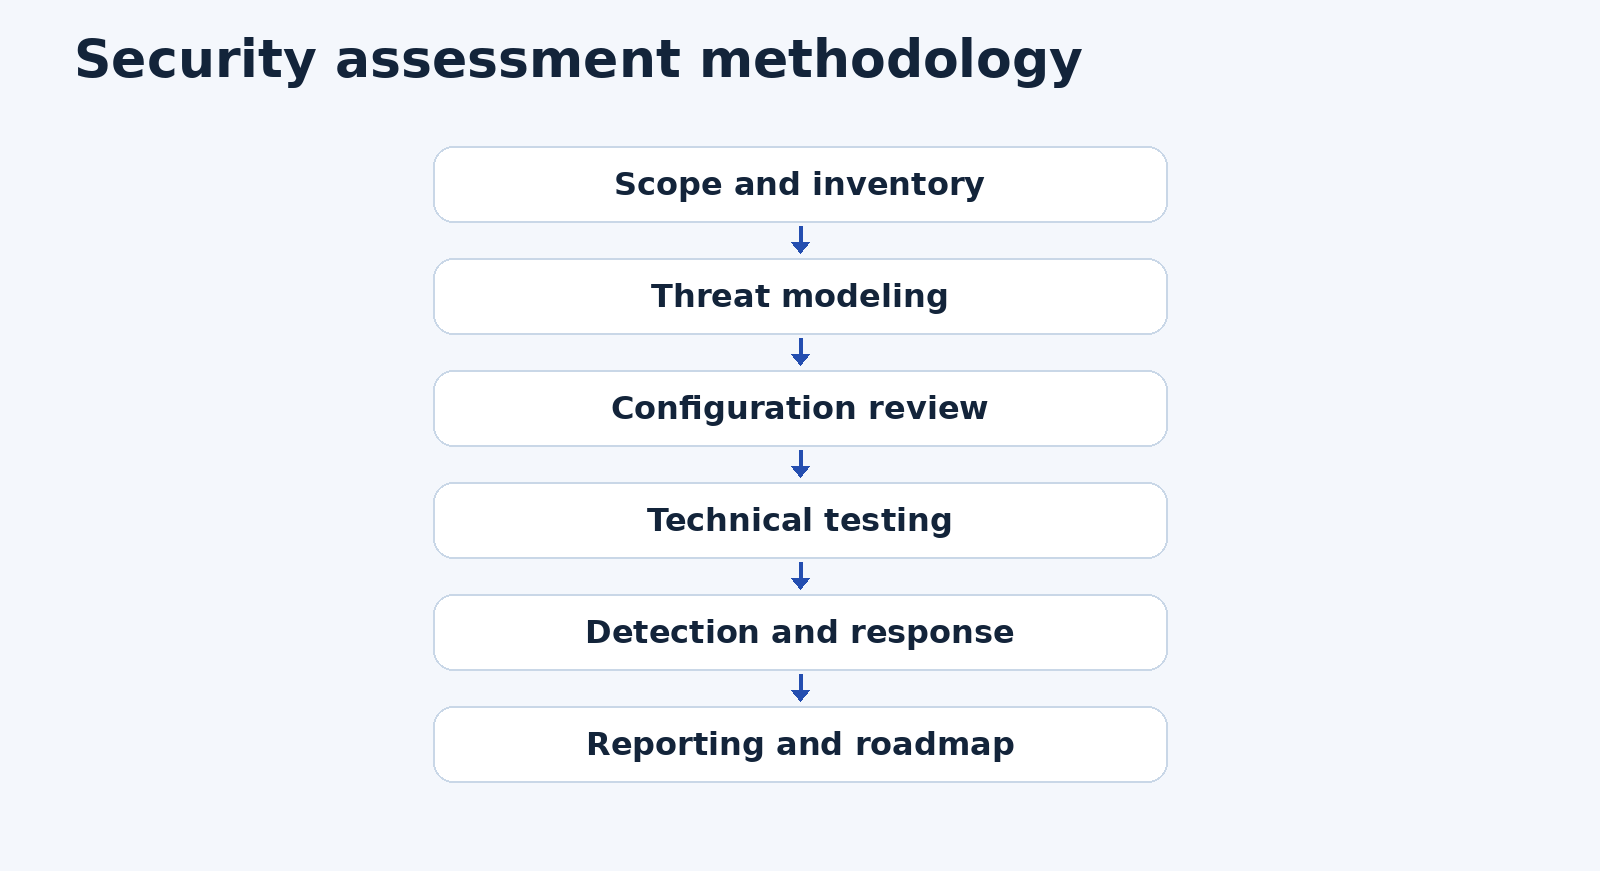 Security assessment methodology
Scope and inventory
Threat modeling
Configuration review
Technical testing
Detection and response
Reporting and roadmap